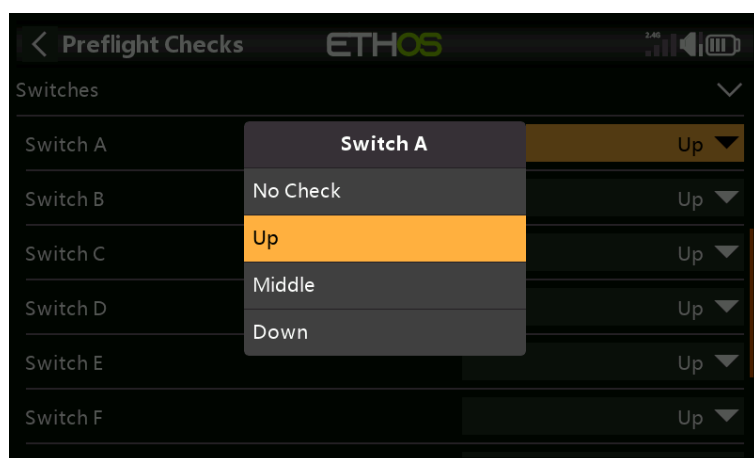 Preflight Checks
ETHOS
2.4G
Switches
Switch A
Up
Switch B
Up
Switch C
Up
Switch D
Up
Switch E
Up
Switch F
Up
Switch A
No Check
Up
Middle
Down